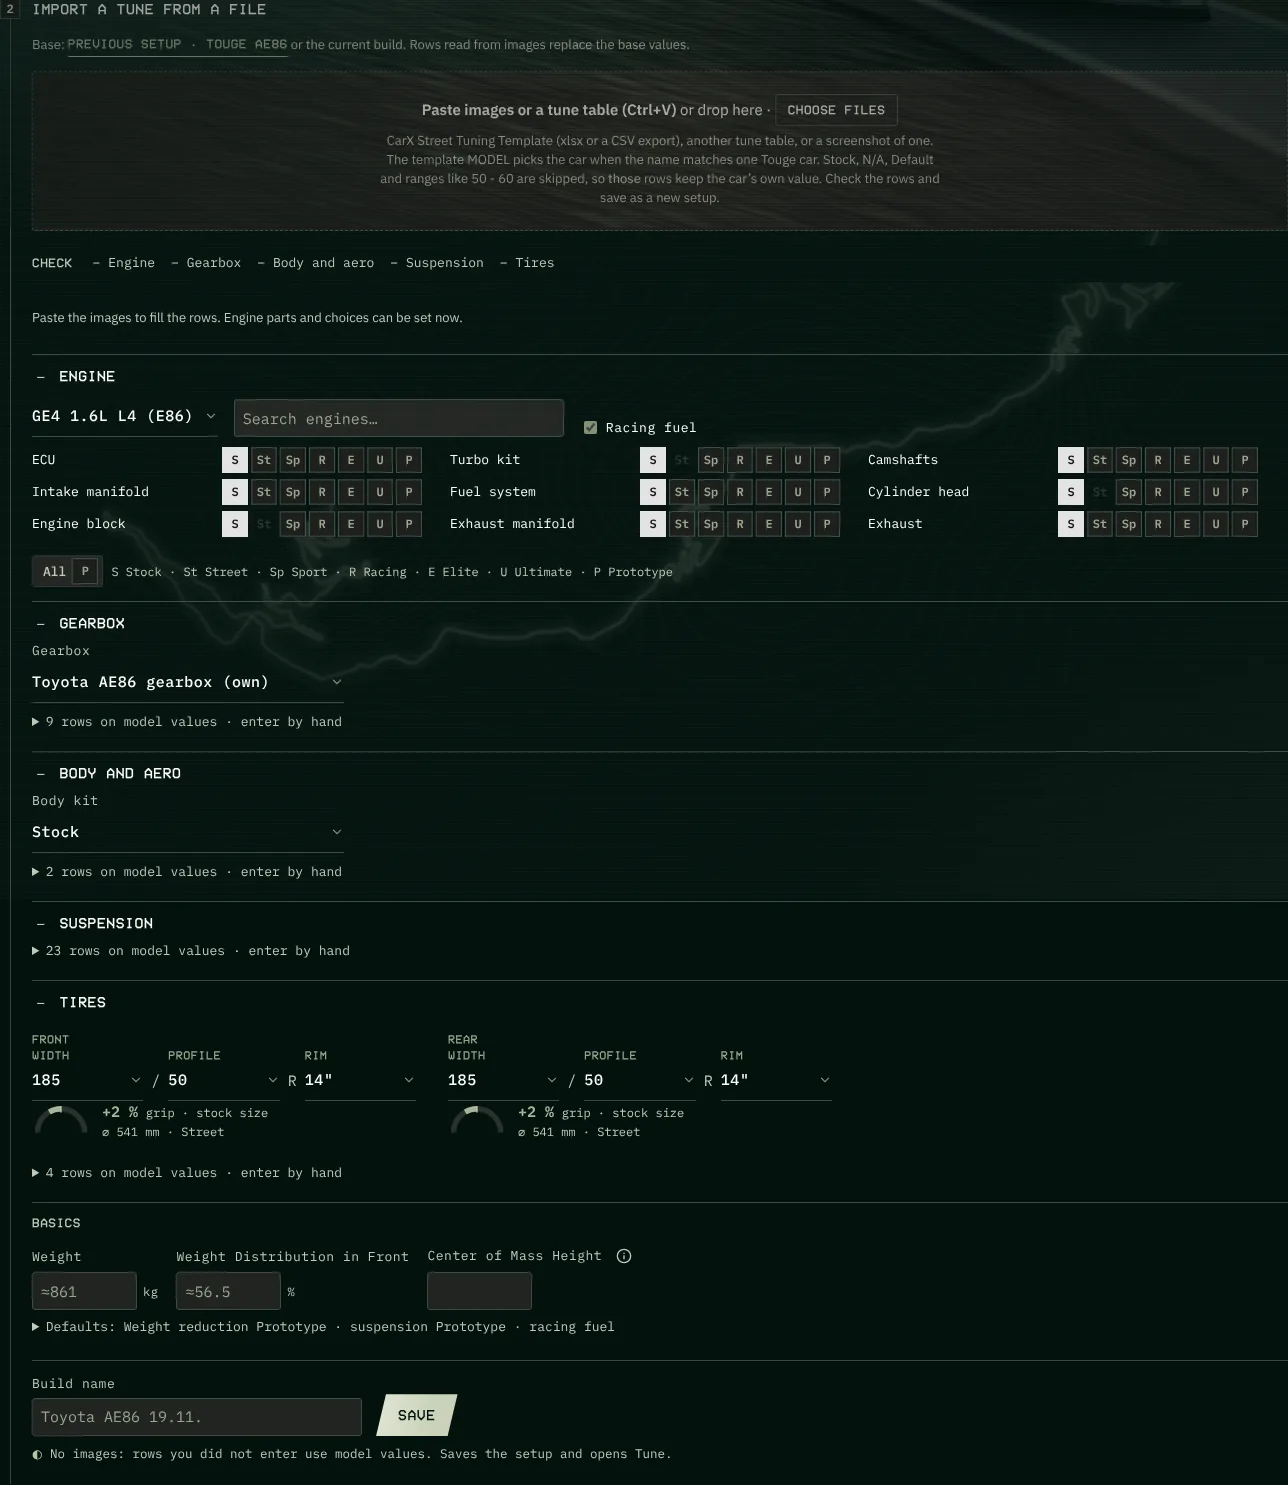 2 IMPORT A TUNE FROM A FILE
Base: PREVIOUS SETUP · TOUGE AE86 or the current build. Rows read from images replace the base values.
Paste images or a tune table (Ctrl+V) or drop here · CHOOSE FILES
CarX Street Tuning Template (xlsx or a CSV export), another tune table, or a screenshot of one.
The template MODEL picks the car when the name matches one Touge car. Stock, N/A, Default
and ranges like 50 - 60 are skipped, so those rows keep the car's own value. Check the rows and
save as a new setup.
CHECK – Engine – Gearbox – Body and aero – Suspension – Tires
Paste the images to fill the rows. Engine parts and choices can be set now.
– ENGINE
GE4 1.6L L4 (E86) Search engines… Racing fuel
ECU S St Sp R E U P Turbo kit S St Sp R E U P Camshafts S St Sp R E U P
Intake manifold S St Sp R E U P Fuel system S St Sp R E U P Cylinder head S St Sp R E U P
Engine block S St Sp R E U P Exhaust manifold S St Sp R E U P Exhaust S St Sp R E U P
All P S Stock · St Street · Sp Sport · R Racing · E Elite · U Ultimate · P Prototype
– GEARBOX
Gearbox
Toyota AE86 gearbox (own)
▶ 9 rows on model values · enter by hand
– BODY AND AERO
Body kit
Stock
▶ 2 rows on model values · enter by hand
– SUSPENSION
▶ 23 rows on model values · enter by hand
– TIRES
FRONT REAR
WIDTH PROFILE RIM WIDTH PROFILE RIM
185 / 50 R 14" 185 / 50 R 14"
+2 % grip · stock size +2 % grip · stock size
⌀ 541 mm · Street ⌀ 541 mm · Street
▶ 4 rows on model values · enter by hand
BASICS
Weight Weight Distribution in Front Center of Mass Height
≈861 kg ≈56.5 %
▶ Defaults: Weight reduction Prototype · suspension Prototype · racing fuel
Build name
Toyota AE86 19.11. SAVE
◐ No images: rows you did not enter use model values. Saves the setup and opens Tune.